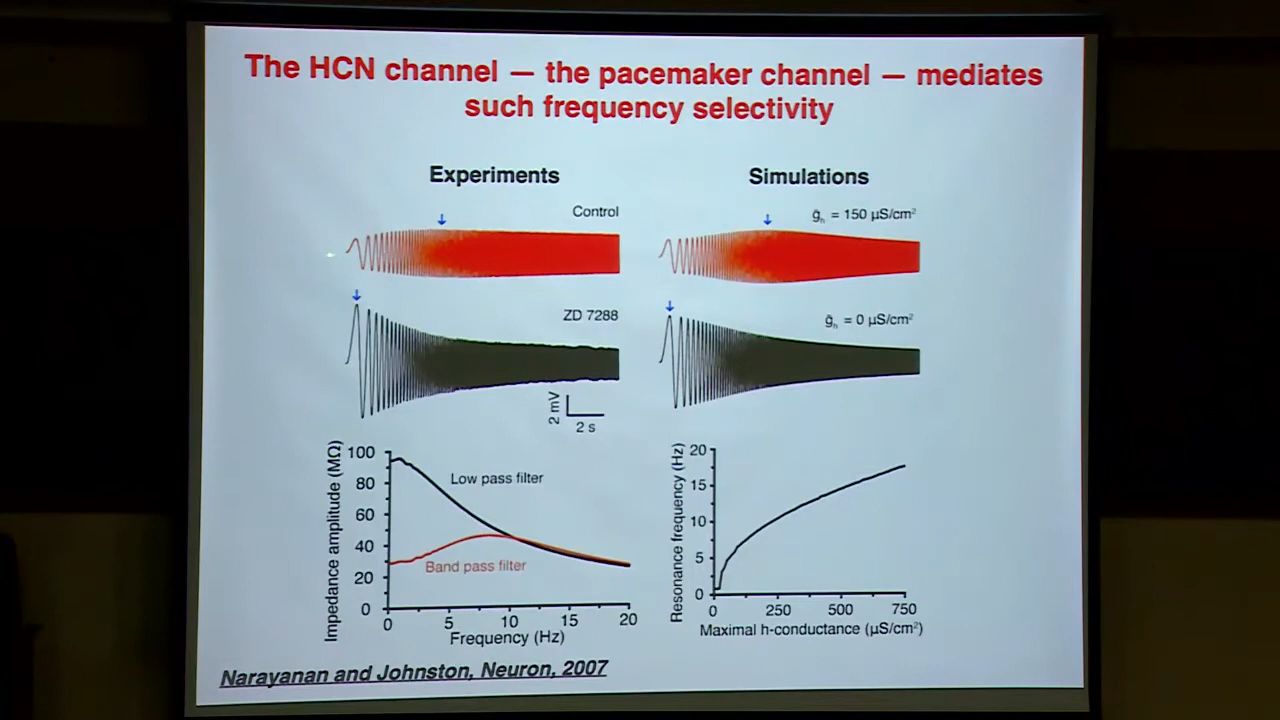 The HCN channel — the pacemaker channel — mediates
such frequency selectivity
Experiments
Simulations
Control
ḡₕ = 150 µS/cm²
ZD 7288
ḡₕ = 0 µS/cm²
2 mV
2 s
Impedance amplitude (MΩ)
100
80
60
40
20
0
Low pass filter
Band pass filter
0 5 10 15 20
Frequency (Hz)
Resonance frequency (Hz)
20
15
10
5
0
0 250 500 750
Maximal h-conductance (µS/cm²)
Narayanan and Johnston, Neuron, 2007